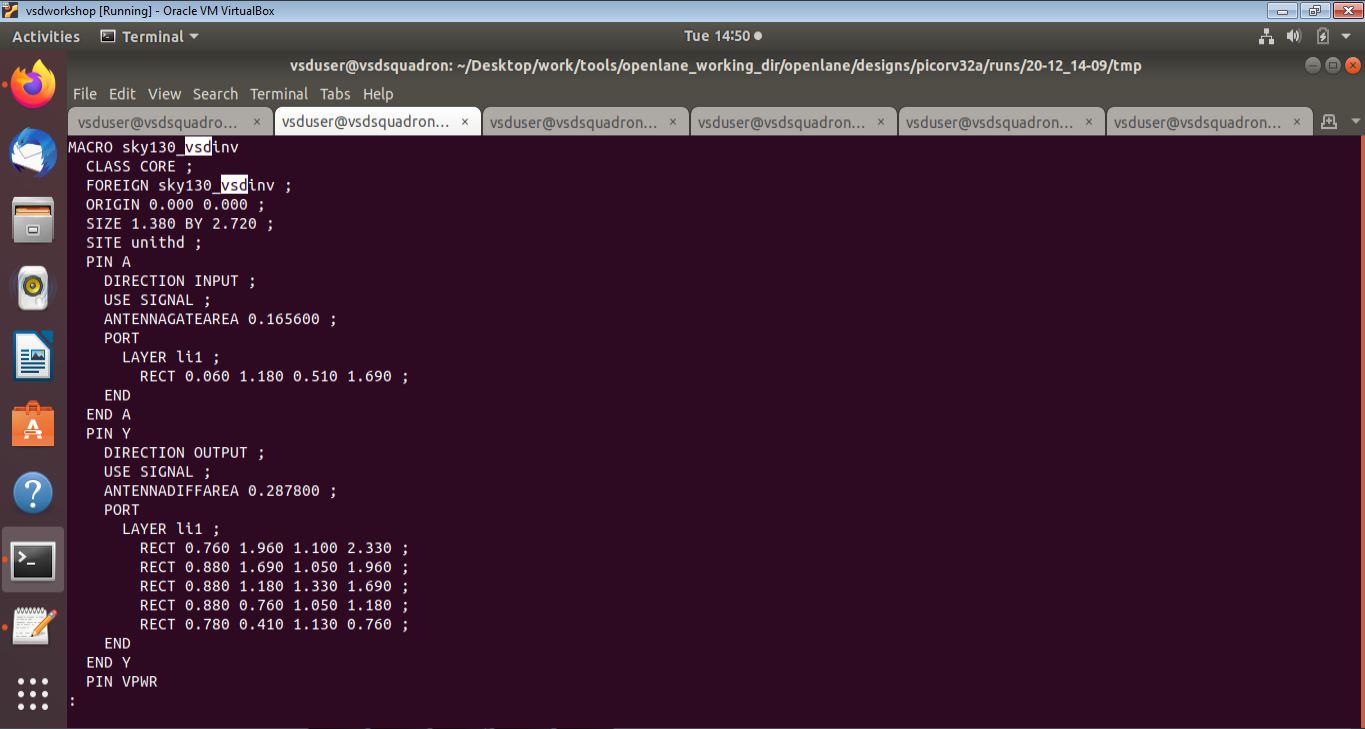 vsdworkshop [Running] - Oracle VM VirtualBox
Activities Terminal Tue 14:50
vsduser@vsdsquadron: ~/Desktop/work/tools/openlane_working_dir/openlane/designs/picorv32a/runs/20-12_14-09/tmp
File Edit View Search Terminal Tabs Help
vsduser@vsdsquadro... × vsduser@vsdsquadron... × vsduser@vsdsquadron... × vsduser@vsdsquadron... × vsduser@vsdsquadron... × vsduser@vsdsquadron... ×
MACRO sky130_vsdinv
  CLASS CORE ;
  FOREIGN sky130_vsdinv ;
  ORIGIN 0.000 0.000 ;
  SIZE 1.380 BY 2.720 ;
  SITE unithd ;
  PIN A
    DIRECTION INPUT ;
    USE SIGNAL ;
    ANTENNAGATEAREA 0.165600 ;
    PORT
      LAYER li1 ;
        RECT 0.060 1.180 0.510 1.690 ;
    END
  END A
  PIN Y
    DIRECTION OUTPUT ;
    USE SIGNAL ;
    ANTENNADIFFAREA 0.287800 ;
    PORT
      LAYER li1 ;
        RECT 0.760 1.960 1.100 2.330 ;
        RECT 0.880 1.690 1.050 1.960 ;
        RECT 0.880 1.180 1.330 1.690 ;
        RECT 0.880 0.760 1.050 1.180 ;
        RECT 0.780 0.410 1.130 0.760 ;
    END
  END Y
  PIN VPWR
: